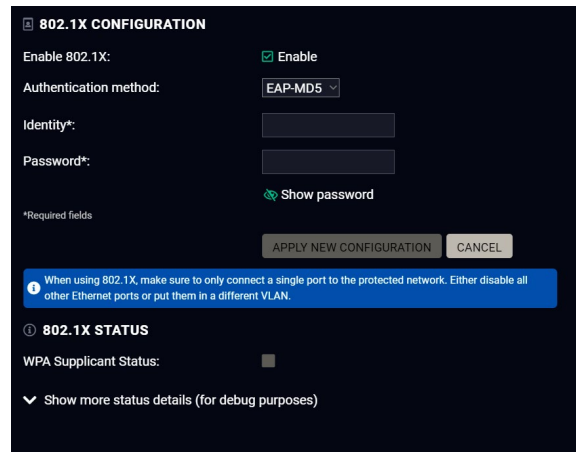 802.1X CONFIGURATION
Enable 802.1X:
Enable
Authentication method:
EAP-MD5
Identity*:
Password*:
Show password
*Required fields
APPLY NEW CONFIGURATION
CANCEL
When using 802.1X, make sure to only connect a single port to the protected network. Either disable all
other Ethernet ports or put them in a different VLAN.
802.1X STATUS
WPA Supplicant Status:
Show more status details (for debug purposes)